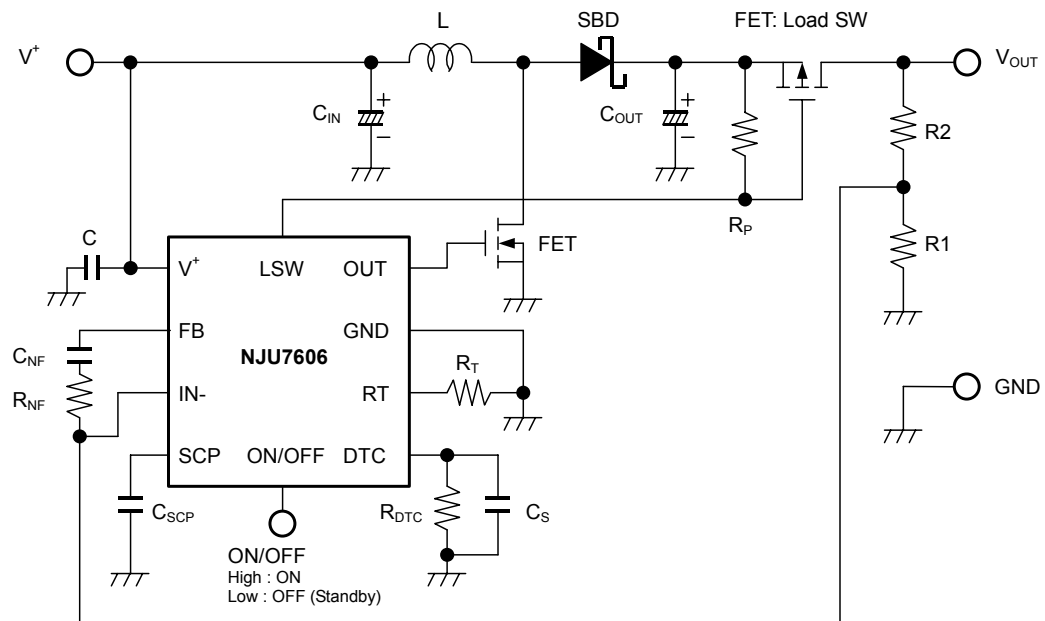 L
SBD
FET: Load SW
V+
VOUT
CIN
+
−
COUT
+
−
R2
RP
R1
FET
C
V+
LSW
OUT
FB
GND
CNF
NJU7606
RT
RNF
IN-
RT
GND
SCP
ON/OFF
DTC
CSCP
RDTC
CS
ON/OFF
High : ON
Low : OFF (Standby)